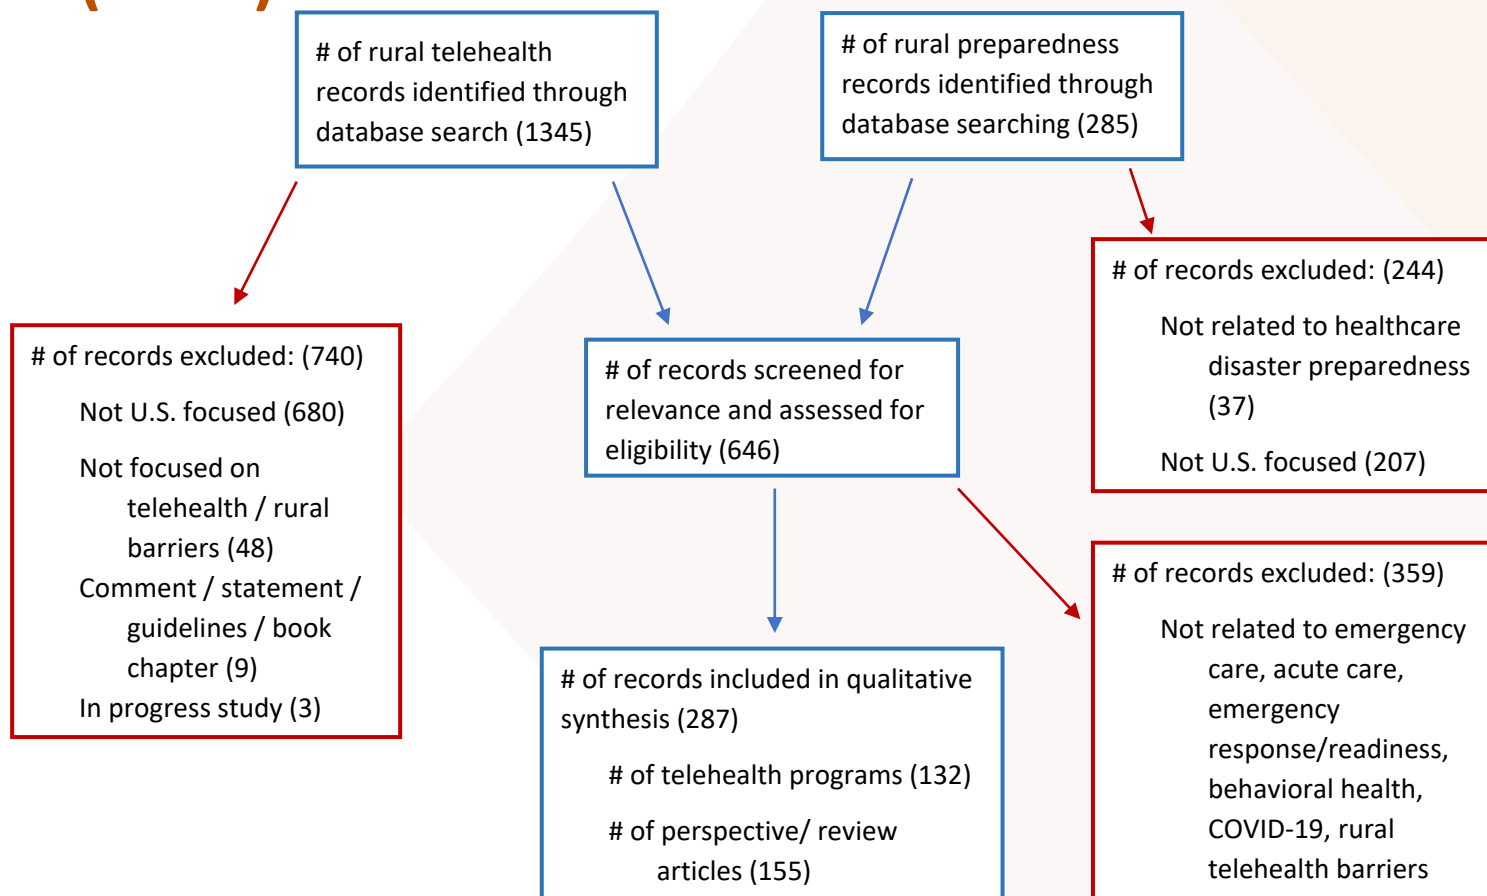 # of rural telehealth
records identified through
database search (1345)
# of rural preparedness
records identified through
database searching (285)
# of records excluded: (244)
Not related to healthcare
disaster preparedness
(37)
Not U.S. focused (207)
# of records excluded: (740)
Not U.S. focused (680)
Not focused on
telehealth / rural
barriers (48)
Comment / statement /
guidelines / book
chapter (9)
In progress study (3)
# of records screened for
relevance and assessed for
eligibility (646)
# of records excluded: (359)
Not related to emergency
care, acute care,
emergency
response/readiness,
behavioral health,
COVID-19, rural
telehealth barriers
# of records included in qualitative
synthesis (287)
# of telehealth programs (132)
# of perspective/ review
articles (155)